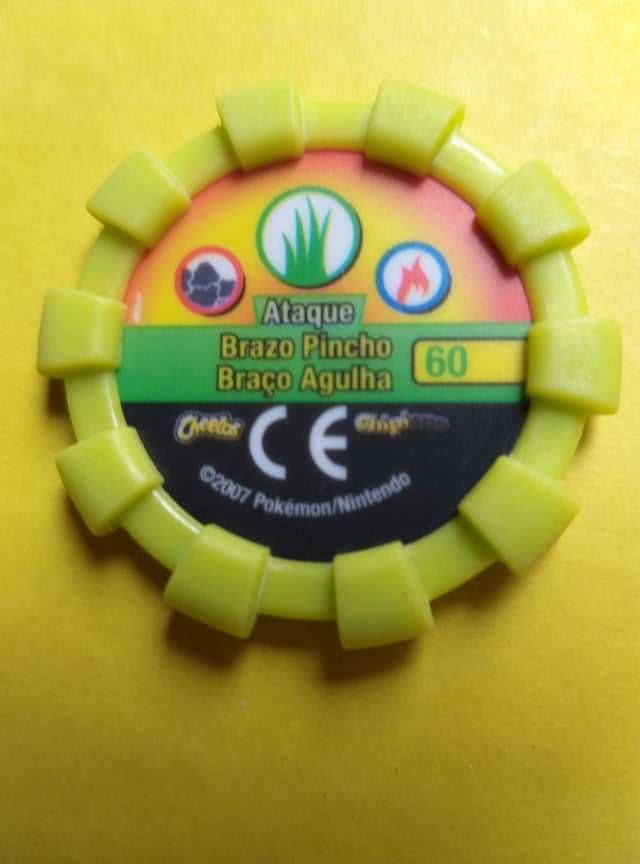 Ataque
Brazo Pincho
Braço Agulha
60
Cheetos
CE
©2007 Pokémon/Nintendo